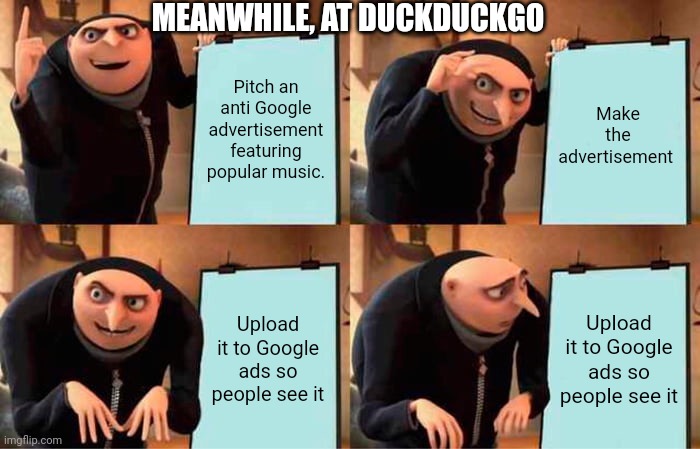 MEANWHILE, AT DUCKDUCKGO
Pitch an
anti Google
advertisement
featuring
popular music.
Make
the
advertisement
Upload
it to Google
ads so
people see it
Upload
it to Google
ads so
people see it
imgflip.com